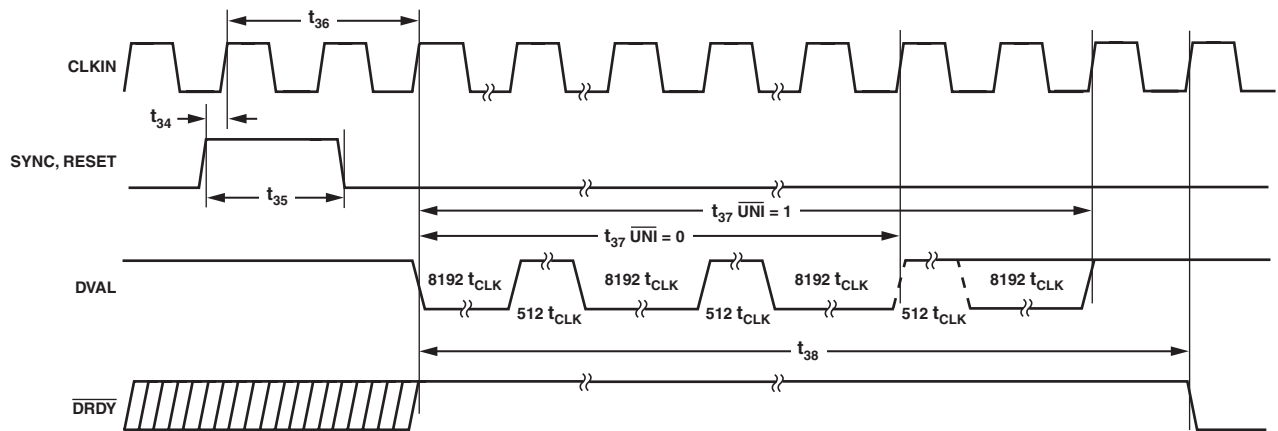 t36
CLKIN
t34
SYNC, RESET
t35
t37 UNI = 1
t37 UNI = 0
DVAL
8192 tCLK 8192 tCLK 8192 tCLK 8192 tCLK
512 tCLK 512 tCLK 512 tCLK
t38
DRDY